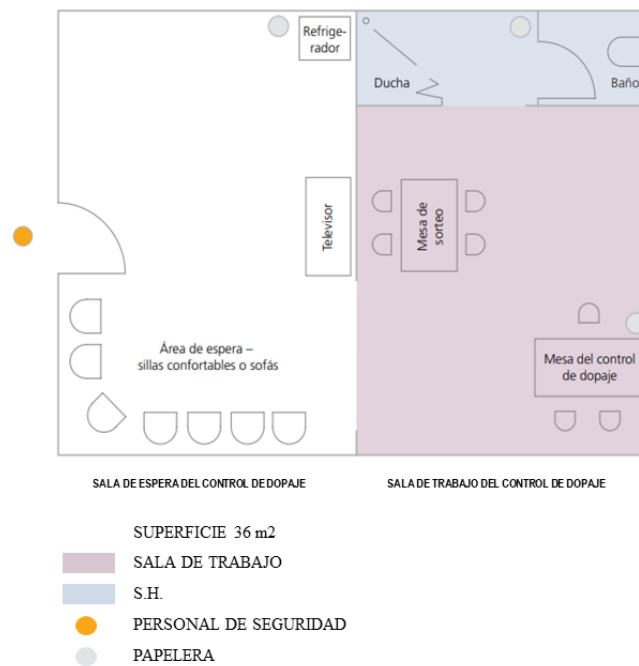 Refrige-
rador
Ducha
Baño
Televisor
Mesa de
sorteo
Área de espera –
sillas confortables o sofás
Mesa del control
de dopaje
SALA DE ESPERA DEL CONTROL DE DOPAJE
SALA DE TRABAJO DEL CONTROL DE DOPAJE
SUPERFICIE 36 m2
SALA DE TRABAJO
S.H.
PERSONAL DE SEGURIDAD
PAPELERA